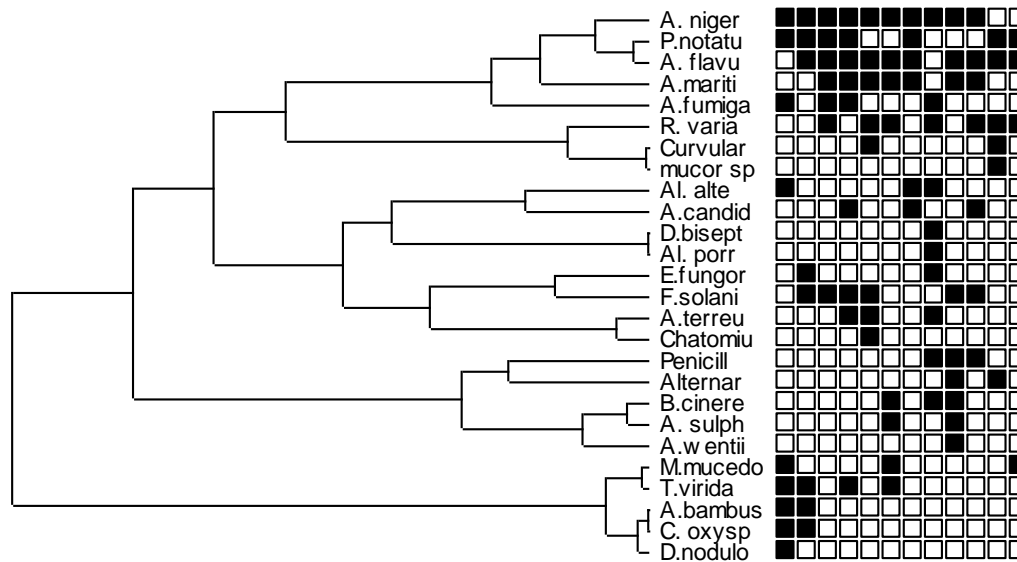 A. niger
P.notatu
A. flavu
A.mariti
A.fumiga
R. varia
Curvular
mucor sp
Al. alte
A.candid
D.bisept
Al. porr
E.fungor
F.solani
A.terreu
Chatomiu
Penicill
Alternar
B.cinere
A. sulph
A.wentii
M.mucedo
T.virida
A.bambus
C. oxysp
D.nodulo